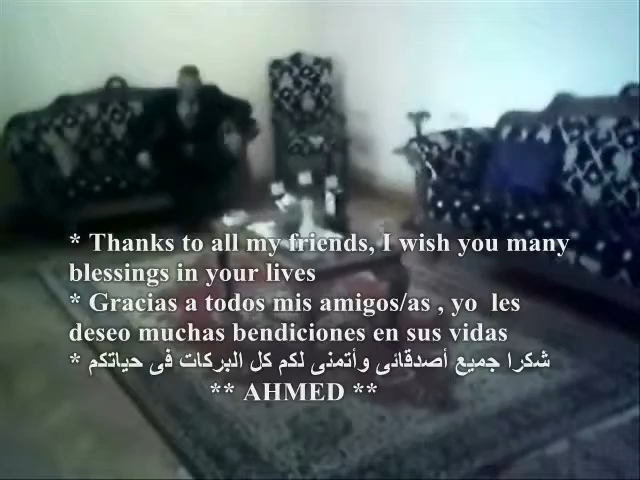 * Thanks to all my friends, I wish you many
blessings in your lives
* Gracias a todos mis amigos/as , yo  les
deseo muchas bendiciones en sus vidas
* شكرا جميع أصدقائى وأتمنى لكم كل البركات فى حياتكم
** AHMED **